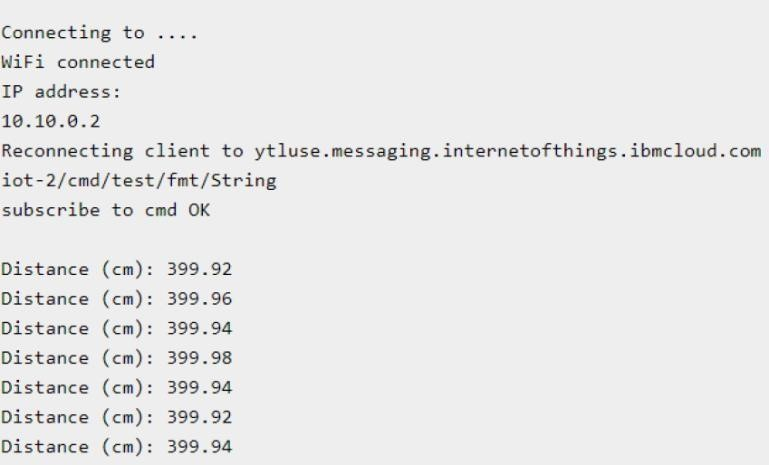 Connecting to ....
WiFi connected
IP address:
10.10.0.2
Reconnecting client to ytluse.messaging.internetofthings.ibmcloud.com
iot-2/cmd/test/fmt/String
subscribe to cmd OK
Distance (cm): 399.92
Distance (cm): 399.96
Distance (cm): 399.94
Distance (cm): 399.98
Distance (cm): 399.94
Distance (cm): 399.92
Distance (cm): 399.94